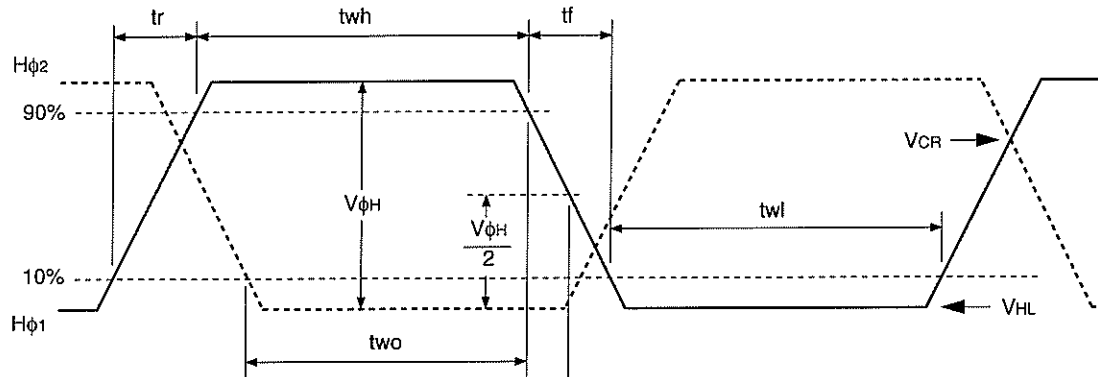 tr
twh
tf
Hϕ2
90%
VCR
VϕH
VϕH
2
twl
10%
Hϕ1
VHL
two